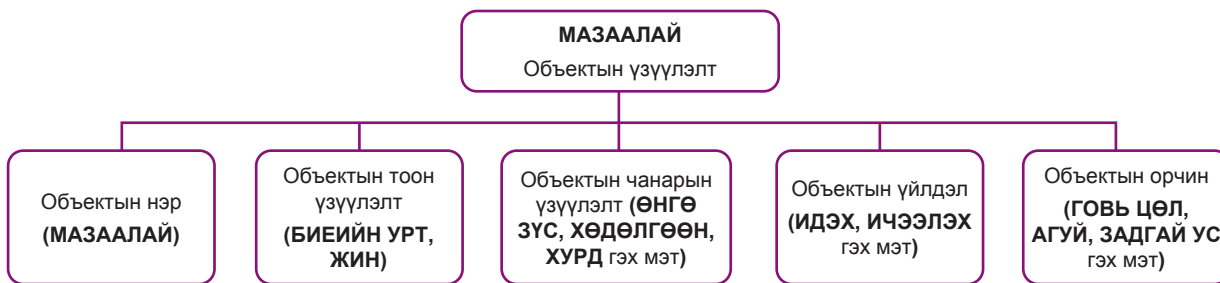 МАЗААЛАЙ
Объектын үзүүлэлт
Объектын нэр
(МАЗААЛАЙ)
Объектын тоон
үзүүлэлт
(БИЕИЙН УРТ,
ЖИН)
Объектын чанарын
үзүүлэлт (ӨНГӨ
ЗҮС, ХӨДӨЛГӨӨН,
ХУРД гэх мэт)
Объектын үйлдэл
(ИДЭХ, ИЧЭЭЛЭХ
гэх мэт)
Объектын орчин
(ГОВЬ ЦӨЛ,
АГУЙ, ЗАДГАЙ УС
гэх мэт)